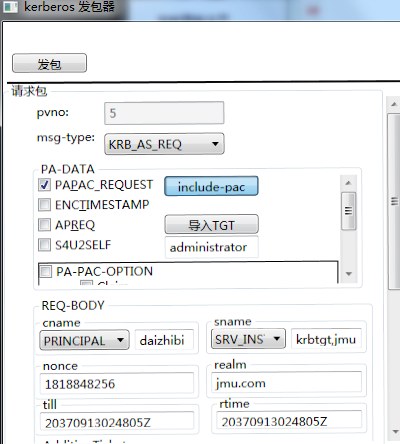 kerberos 发包器
发包
请求包
pvno: 5
msg-type: KRB_AS_REQ
PA-DATA
PAPAC_REQUEST include-pac
ENCTIMESTAMP
APREQ 导入TGT
S4U2SELF administrator
PA-PAC-OPTION
REQ-BODY
cname sname
PRINCIPAL daizhibi SRV_INS krbtgt,jmu
nonce realm
1818848256 jmu.com
till rtime
20370913024805Z 20370913024805Z